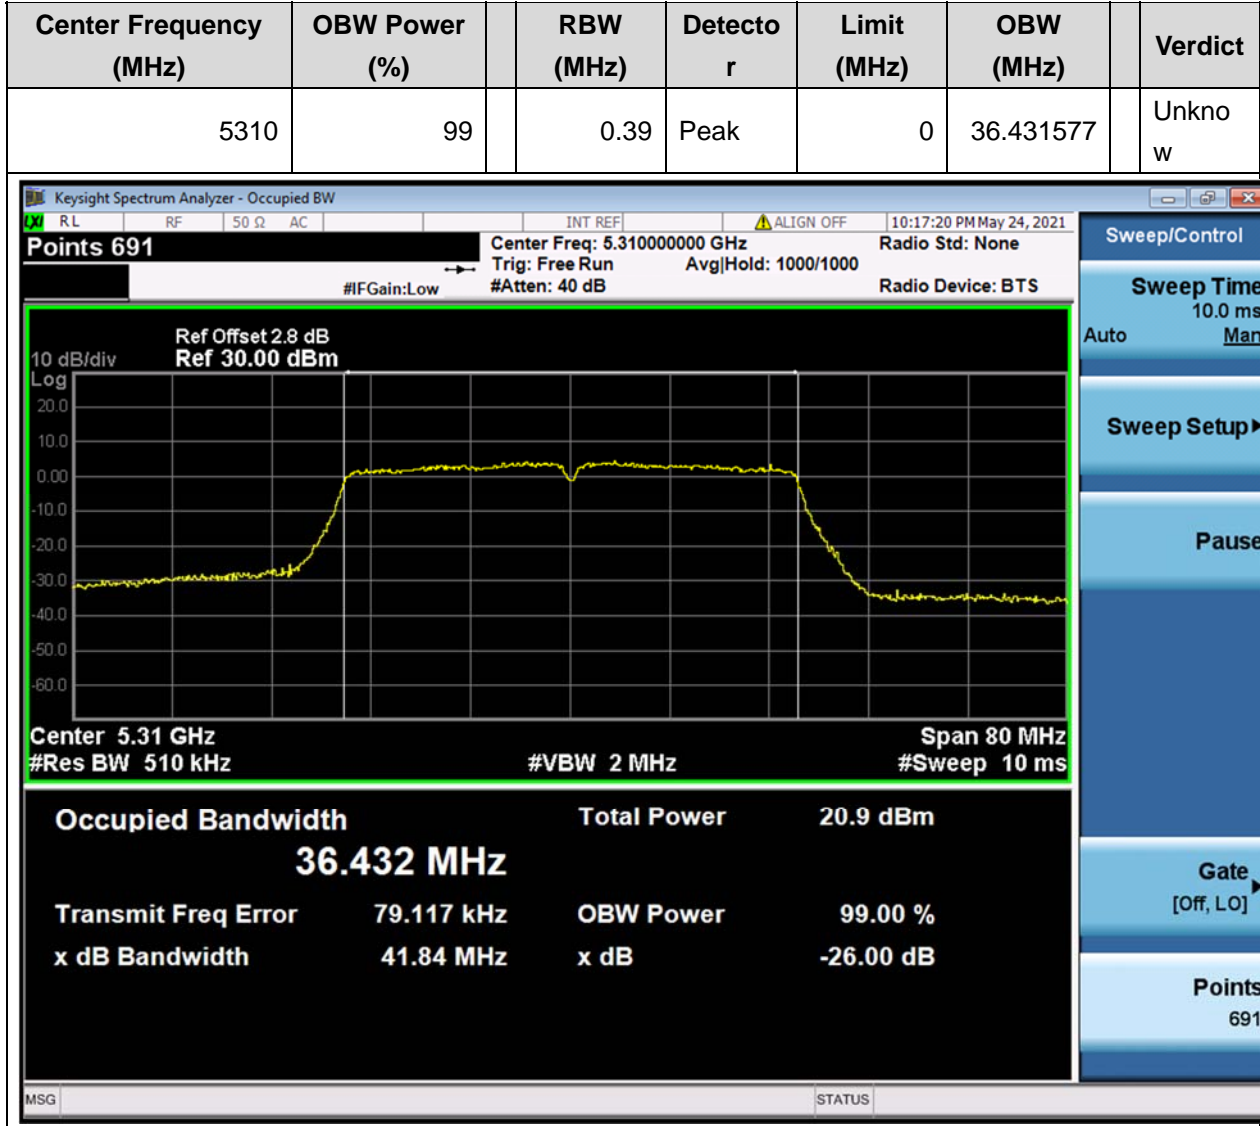 Center Frequency (MHz) OBW Power (%) RBW (MHz) Detecto r Limit (MHz) OBW (MHz) Verdict
5310 99 0.39 Peak 0 36.431577 Unkno w
Keysight Spectrum Analyzer - Occupied BW
LXI RL RF 50 Ω AC INT REF ALIGN OFF 10:17:20 PM May 24, 2021
Points 691 Center Freq: 5.310000000 GHz Radio Std: None
Trig: Free Run Avg|Hold: 1000/1000
#IFGain:Low #Atten: 40 dB Radio Device: BTS
Ref Offset 2.8 dB
10 dB/div Ref 30.00 dBm
Log
20.0
10.0
0.00
-10.0
-20.0
-30.0
-40.0
-50.0
-60.0
Center 5.31 GHz Span 80 MHz
#Res BW 510 kHz #VBW 2 MHz #Sweep 10 ms
Occupied Bandwidth Total Power 20.9 dBm
36.432 MHz
Transmit Freq Error 79.117 kHz OBW Power 99.00 %
x dB Bandwidth 41.84 MHz x dB -26.00 dB
MSG STATUS
Sweep/Control
Sweep Time
10.0 ms
Auto Man
Sweep Setup
Pause
Gate
[Off, LO]
Points
691